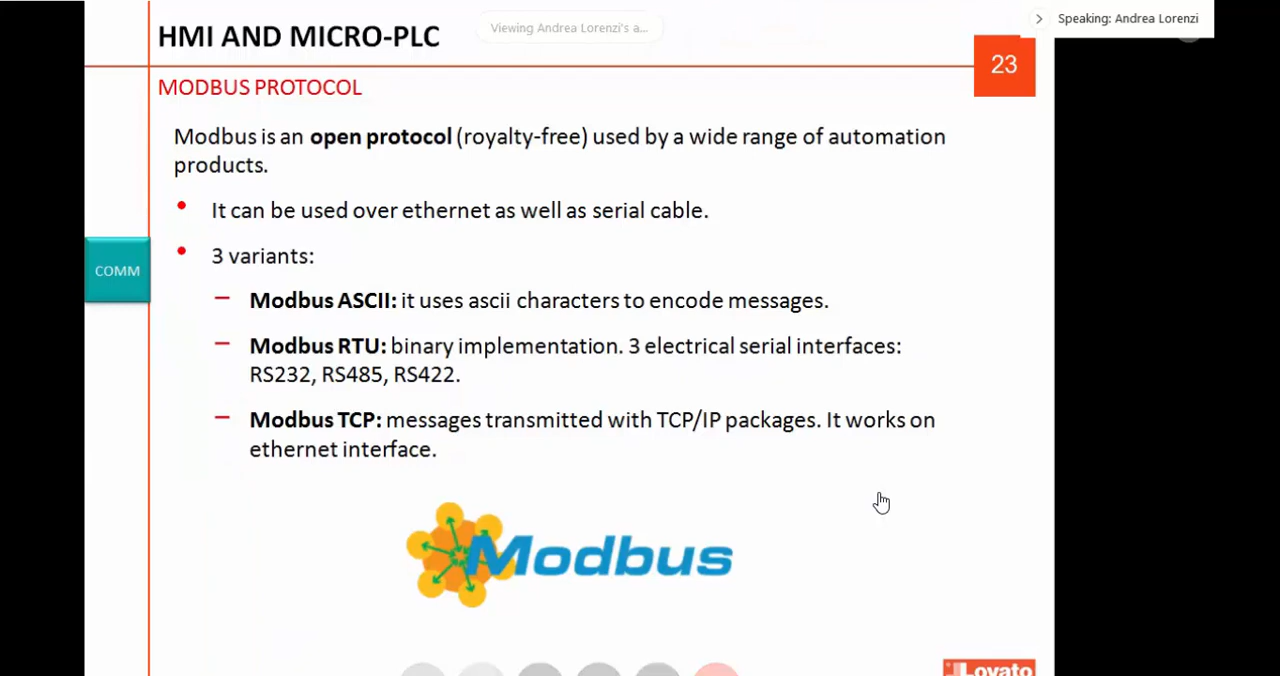 HMI AND MICRO-PLC
Viewing Andrea Lorenzi's a...
Speaking: Andrea Lorenzi
23
MODBUS PROTOCOL
Modbus is an open protocol (royalty-free) used by a wide range of automation
products.
It can be used over ethernet as well as serial cable.
3 variants:
COMM
Modbus ASCII: it uses ascii characters to encode messages.
Modbus RTU: binary implementation. 3 electrical serial interfaces:
RS232, RS485, RS422.
Modbus TCP: messages transmitted with TCP/IP packages. It works on
ethernet interface.
Modbus
Lovato